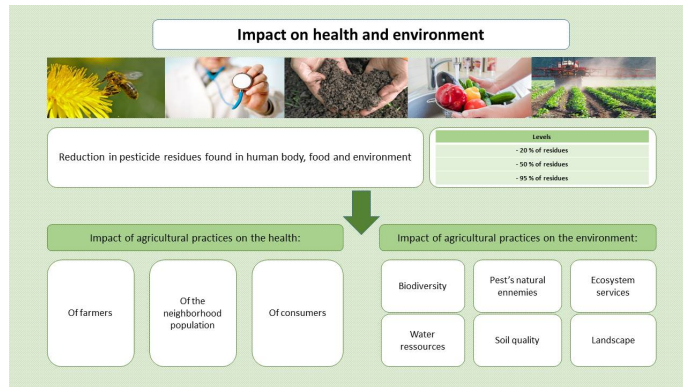 Impact on health and environment
Reduction in pesticide residues found in human body, food and environment
Levels
- 20 % of residues
- 50 % of residues
- 95 % of residues
Impact of agricultural practices on the health:
Impact of agricultural practices on the environment:
Of farmers
Of the
neighborhood
population
Of consumers
Biodiversity
Pest's natural
ennemies
Ecosystem
services
Water
ressources
Soil quality
Landscape